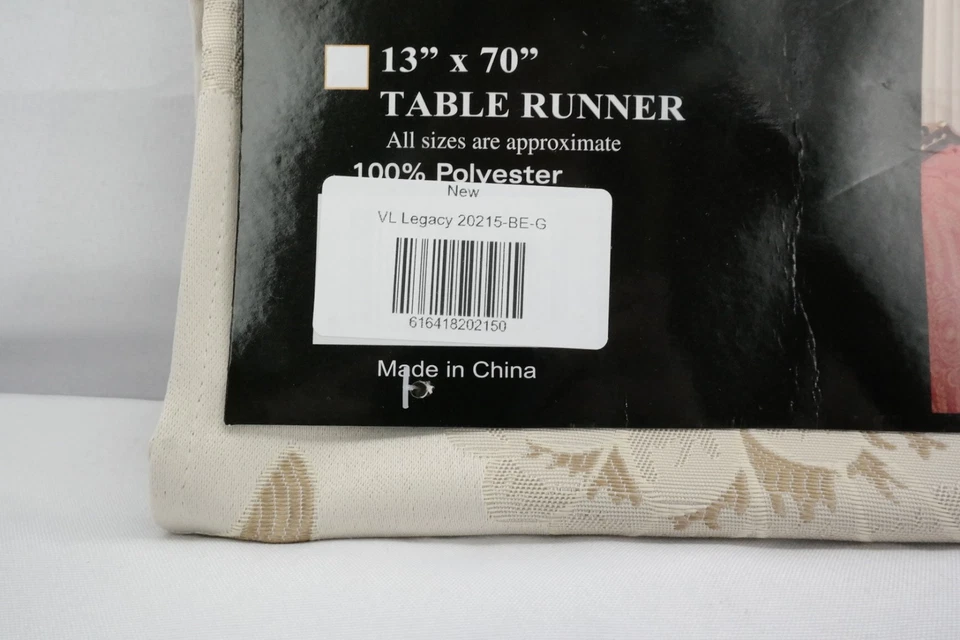 13” x 70”
TABLE RUNNER
All sizes are approximate
100% Polyester
New
VL Legacy 20215-BE-G
616418202150
Made in China